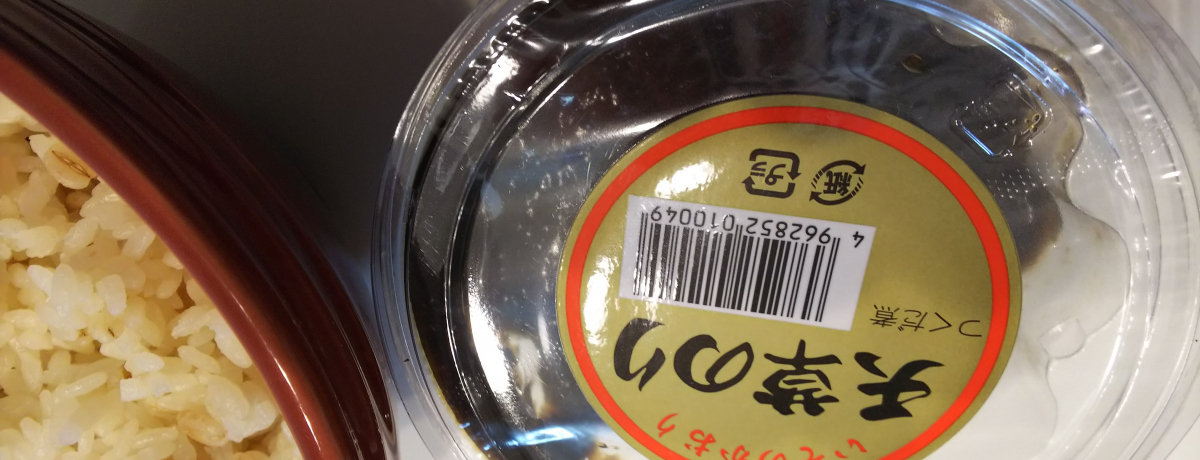 いそのかおり
天草のり
つくだ煮
4 962852 010049
紙
プラ